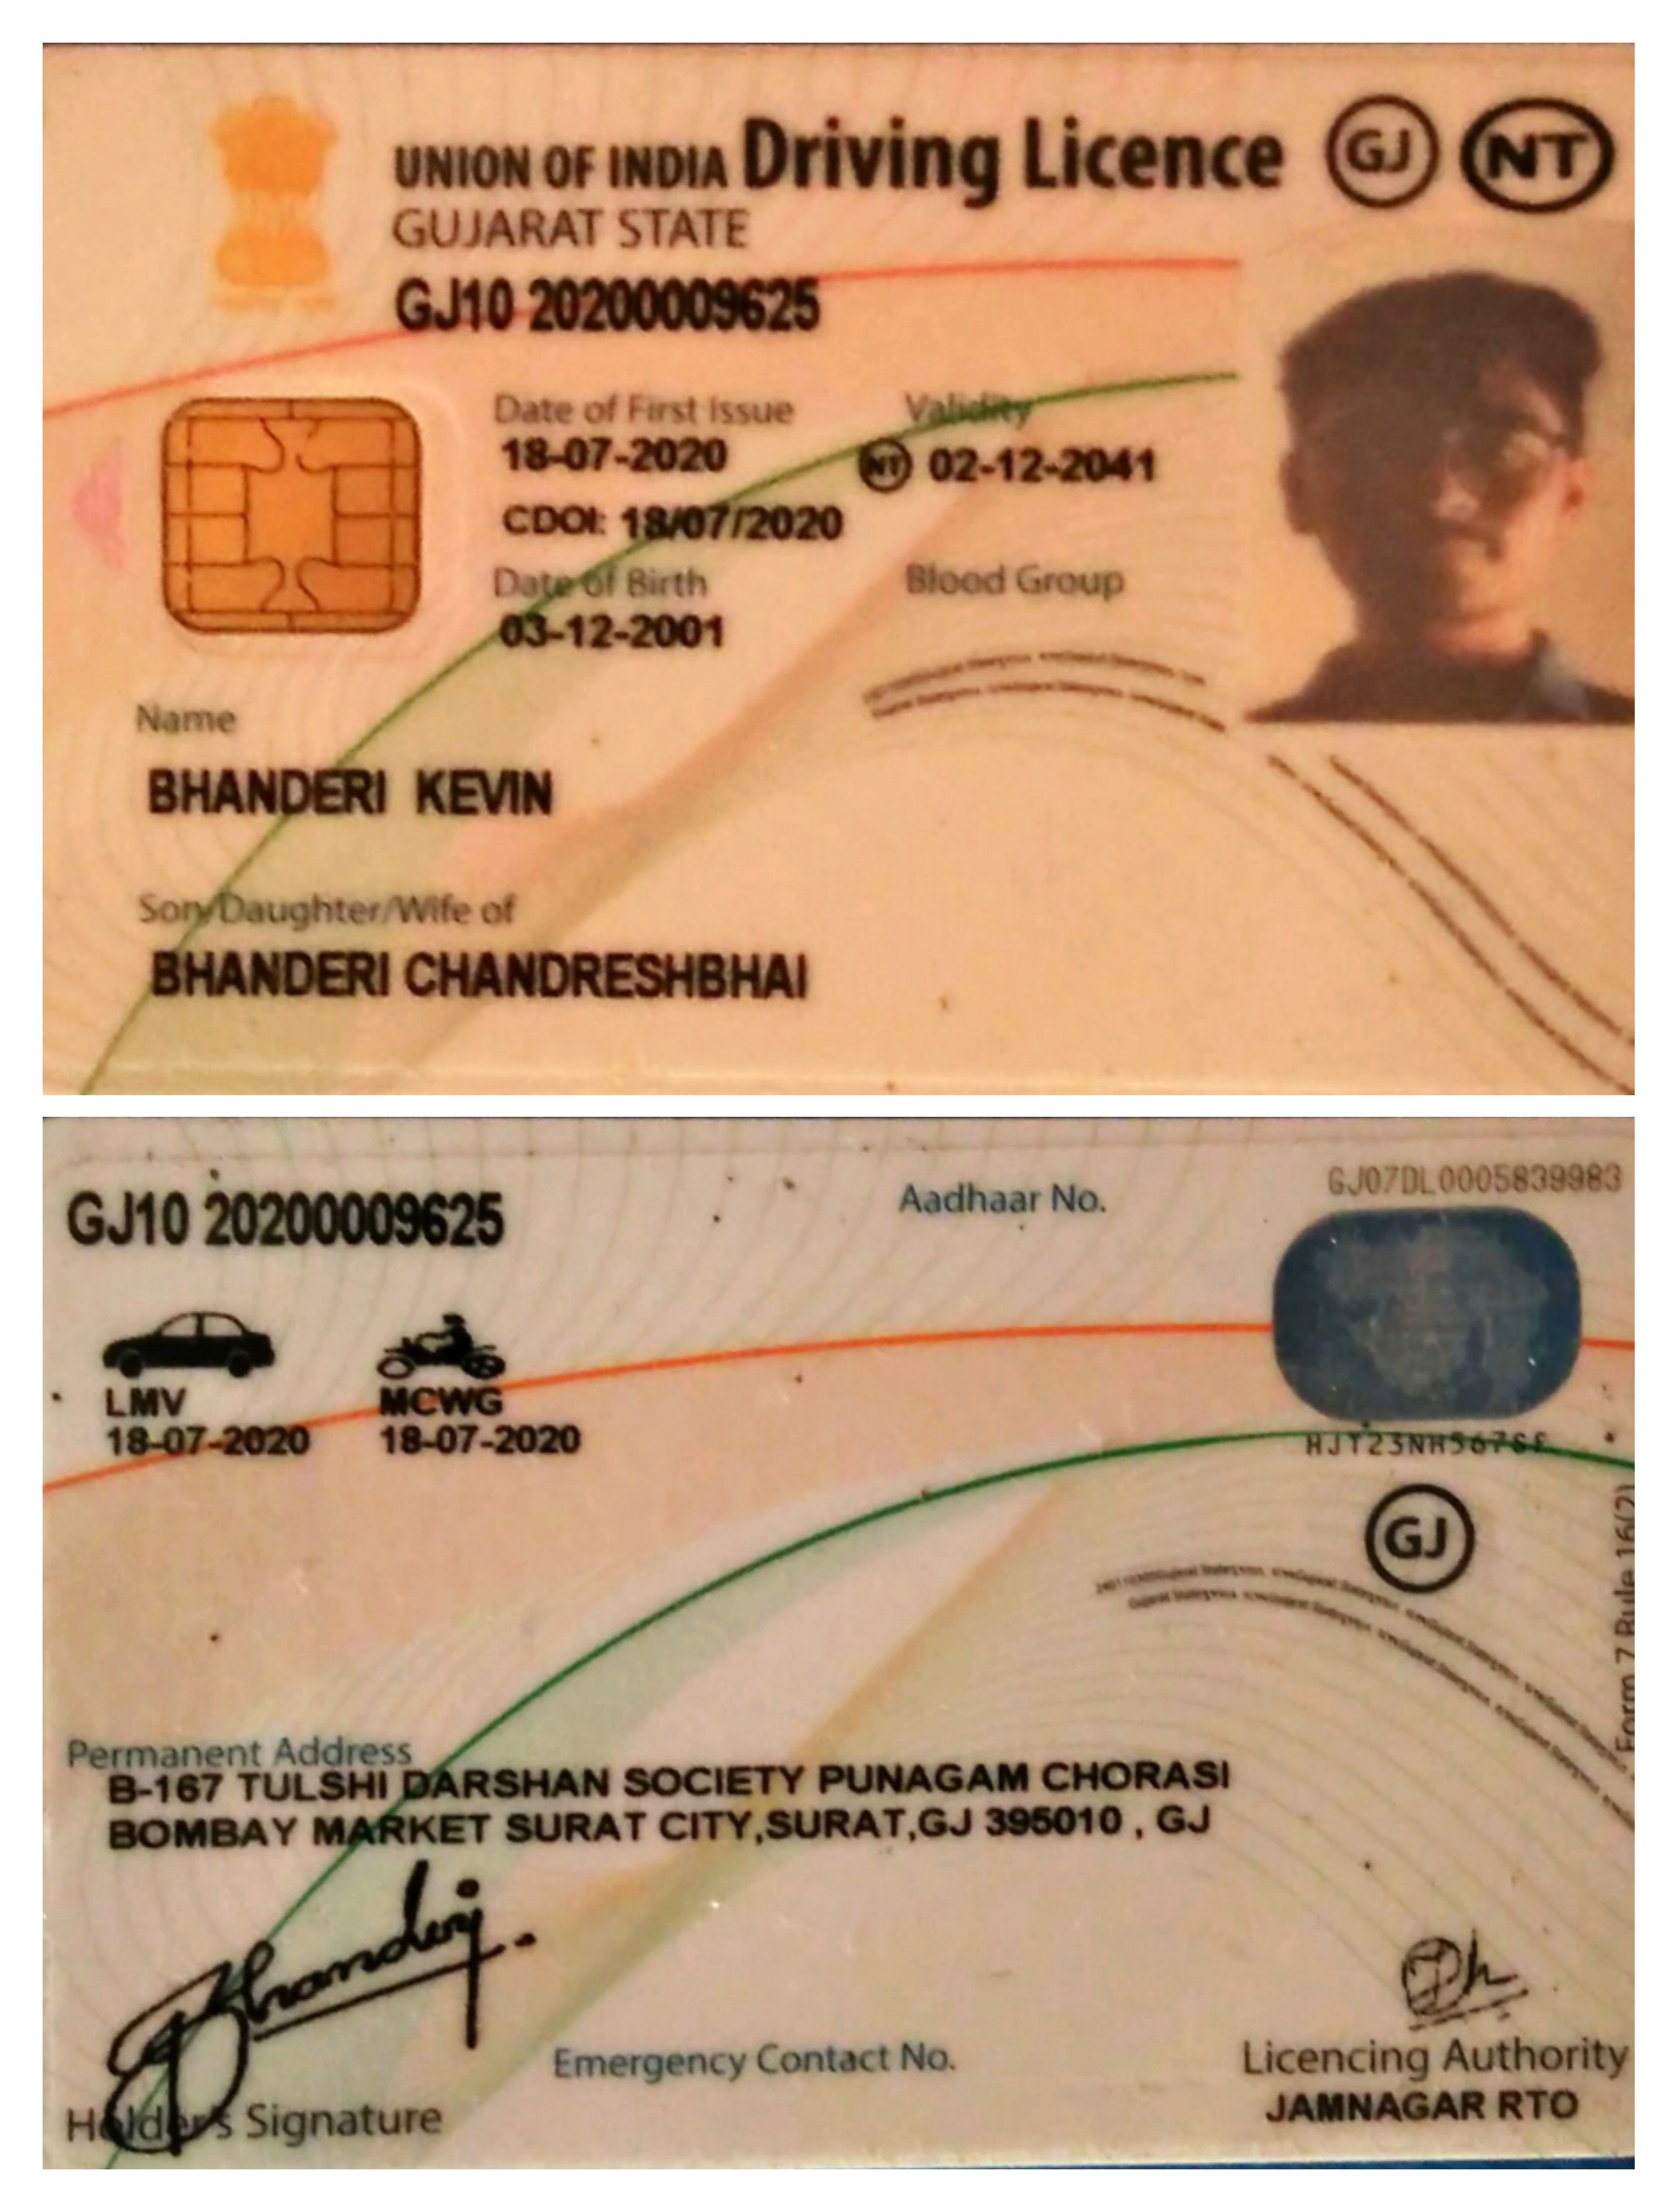 UNION OF INDIA Driving Licence GJ NT
GUJARAT STATE
GJ10 20200009625
Date of First Issue Validity
18-07-2020 NT 02-12-2041
CDOI: 18/07/2020
Date of Birth Blood Group
03-12-2001
Name
BHANDERI KEVIN
Son/Daughter/Wife of
BHANDERI CHANDRESHBHAI
GJ07DL0005839983
GJ10 20200009625 Aadhaar No.
LMV MCWG
18-07-2020 18-07-2020
GJ
Form 7 Rule 16(2)
Permanent Address
B-167 TULSHI DARSHAN SOCIETY PUNAGAM CHORASI
BOMBAY MARKET SURAT CITY,SURAT,GJ 395010 , GJ
Bhanderi
Emergency Contact No. Licencing Authority
Holder's Signature JAMNAGAR RTO